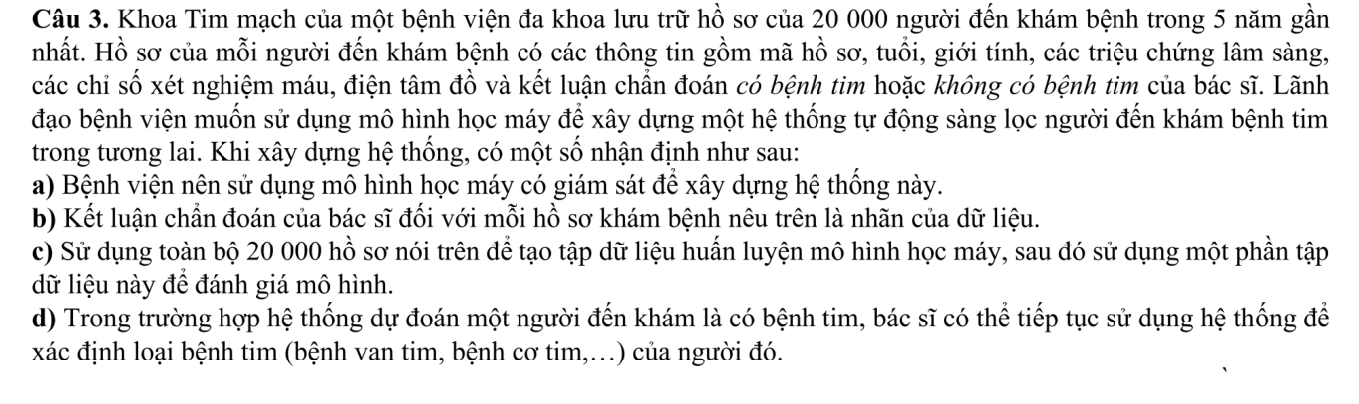 Câu 3. Khoa Tim mạch của một bệnh viện đa khoa lưu trữ hồ sơ của 20 000 người đến khám bệnh trong 5 năm gần
nhất. Hồ sơ của mỗi người đến khám bệnh có các thông tin gồm mã hồ sơ, tuổi, giới tính, các triệu chứng lâm sàng,
các chỉ số xét nghiệm máu, điện tâm đồ và kết luận chẩn đoán có bệnh tim hoặc không có bệnh tim của bác sĩ. Lãnh
đạo bệnh viện muốn sử dụng mô hình học máy để xây dựng một hệ thống tự động sàng lọc người đến khám bệnh tim
trong tương lai. Khi xây dựng hệ thống, có một số nhận định như sau:
a) Bệnh viện nên sử dụng mô hình học máy có giám sát để xây dựng hệ thống này.
b) Kết luận chẩn đoán của bác sĩ đối với mỗi hồ sơ khám bệnh nêu trên là nhãn của dữ liệu.
c) Sử dụng toàn bộ 20 000 hồ sơ nói trên để tạo tập dữ liệu huấn luyện mô hình học máy, sau đó sử dụng một phần tập
dữ liệu này để đánh giá mô hình.
d) Trong trường hợp hệ thống dự đoán một người đến khám là có bệnh tim, bác sĩ có thể tiếp tục sử dụng hệ thống để
xác định loại bệnh tim (bệnh van tim, bệnh cơ tim,…) của người đó.